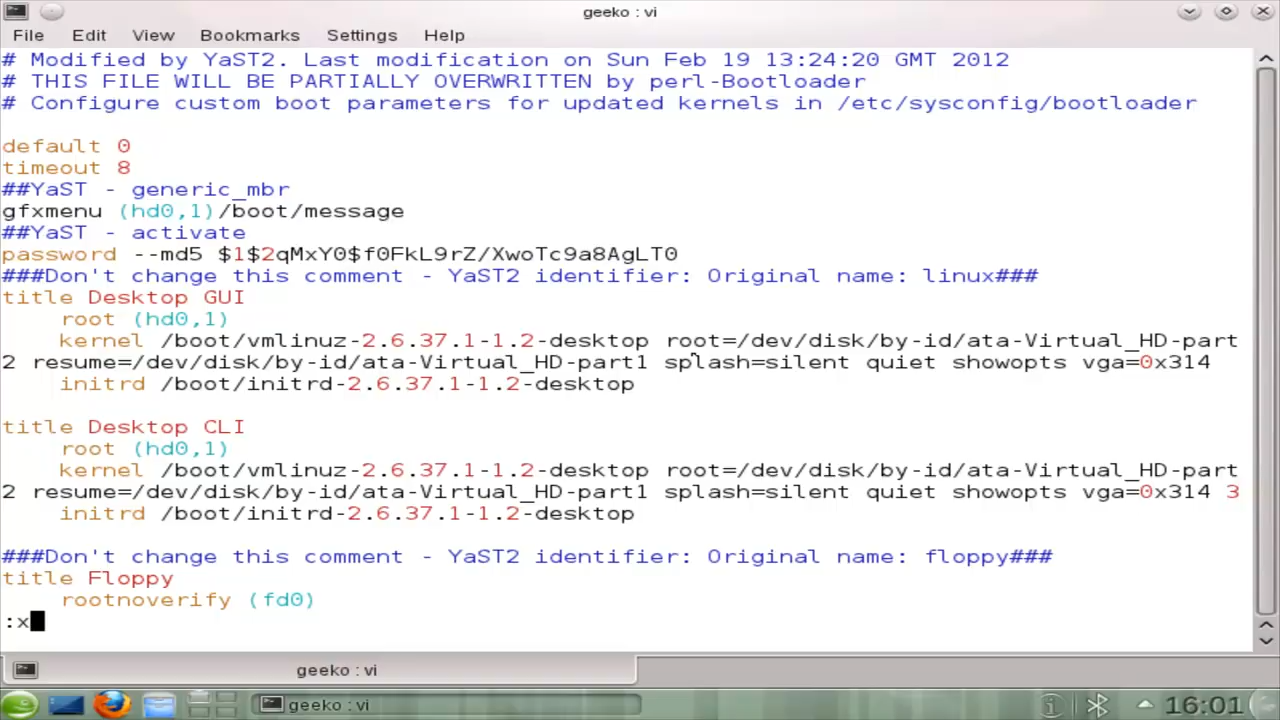 geeko : vi
File Edit View Bookmarks Settings Help
# Modified by YaST2. Last modification on Sun Feb 19 13:24:20 GMT 2012
# THIS FILE WILL BE PARTIALLY OVERWRITTEN by perl-Bootloader
# Configure custom boot parameters for updated kernels in /etc/sysconfig/bootloader
default 0
timeout 8
##YaST - generic_mbr
gfxmenu (hd0,1)/boot/message
##YaST - activate
password --md5 $1$2qMxY0$f0FkL9rZ/XwoTc9a8AgLT0
###Don't change this comment - YaST2 identifier: Original name: linux###
title Desktop GUI
root (hd0,1)
kernel /boot/vmlinuz-2.6.37.1-1.2-desktop root=/dev/disk/by-id/ata-Virtual_HD-part
2 resume=/dev/disk/by-id/ata-Virtual_HD-part1 splash=silent quiet showopts vga=0x314
initrd /boot/initrd-2.6.37.1-1.2-desktop
title Desktop CLI
root (hd0,1)
kernel /boot/vmlinuz-2.6.37.1-1.2-desktop root=/dev/disk/by-id/ata-Virtual_HD-part
2 resume=/dev/disk/by-id/ata-Virtual_HD-part1 splash=silent quiet showopts vga=0x314 3
initrd /boot/initrd-2.6.37.1-1.2-desktop
###Don't change this comment - YaST2 identifier: Original name: floppy###
title Floppy
rootnoverify (fd0)
:x
geeko : vi
geeko : vi
16:01